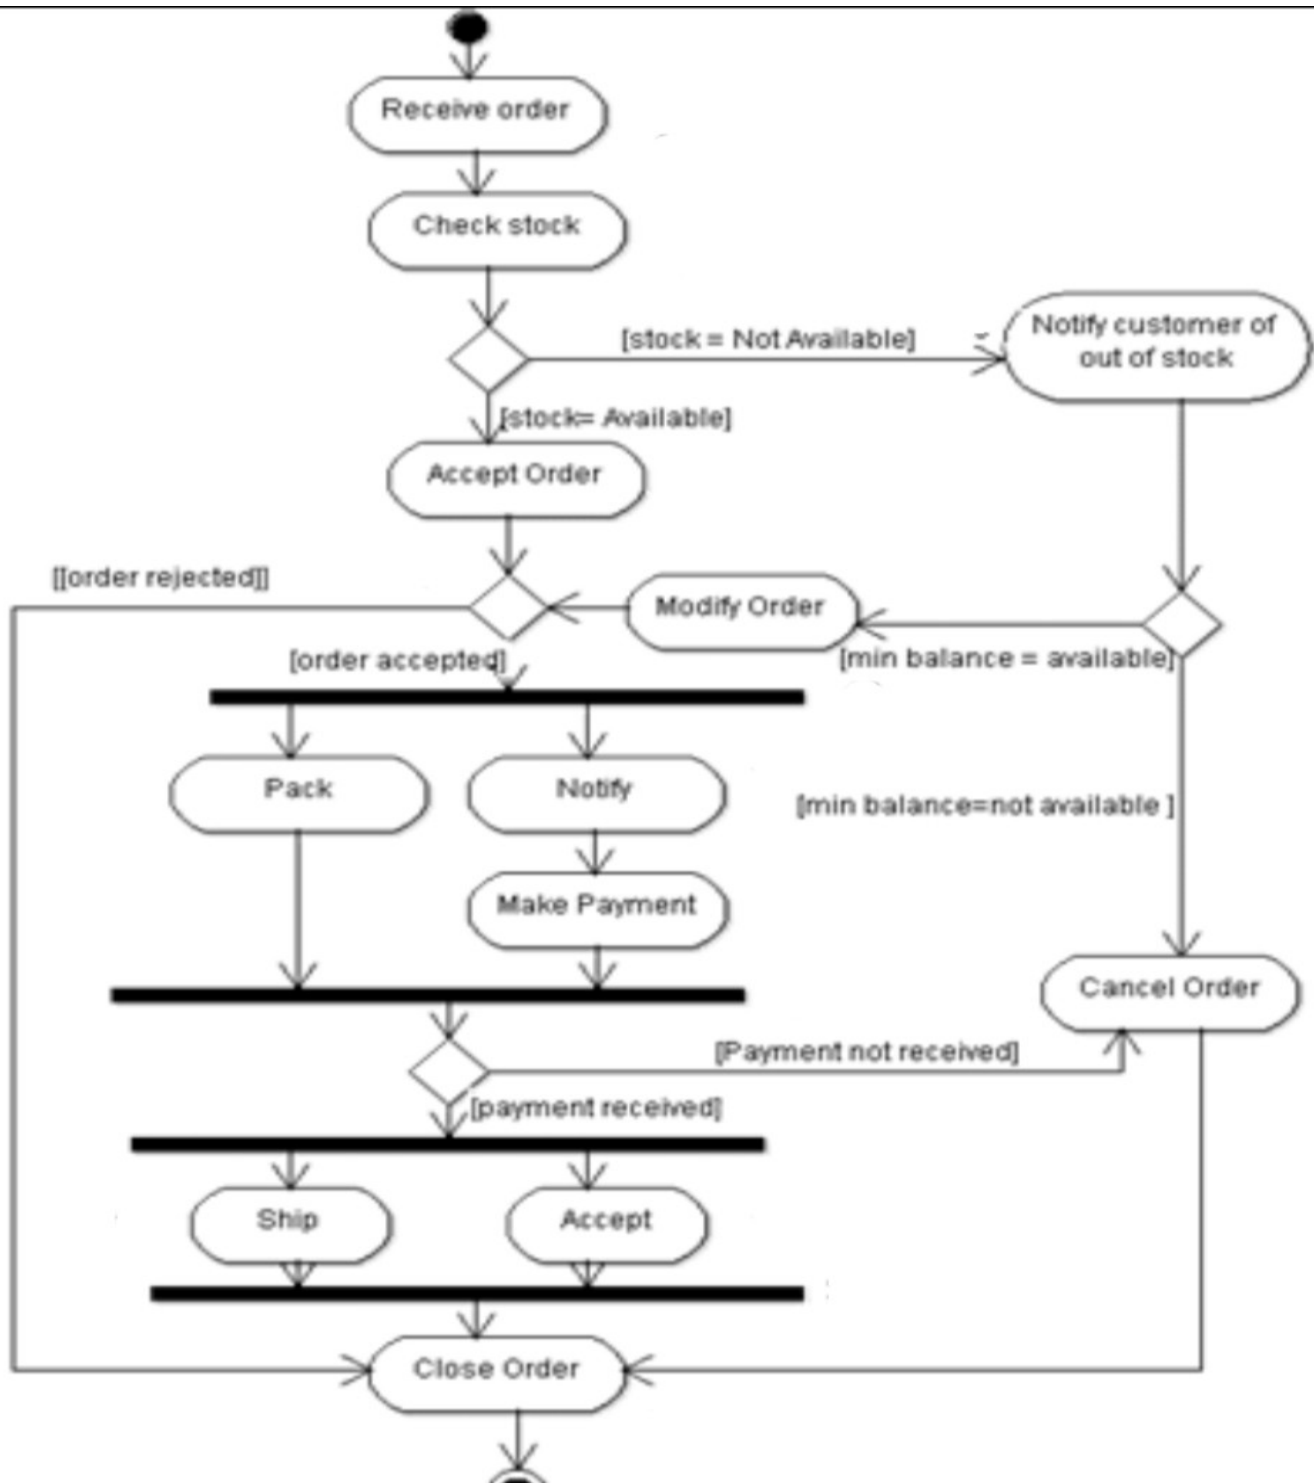 Receive order
Check stock
[stock = Not Available]
Notify customer of
out of stock
[stock= Available]
Accept Order
[[order rejected]]
Modify Order
[order accepted]
[min balance = available]
Pack
Notify
[min balance=not available ]
Make Payment
Cancel Order
[Payment not received]
[payment received]
Ship
Accept
Close Order